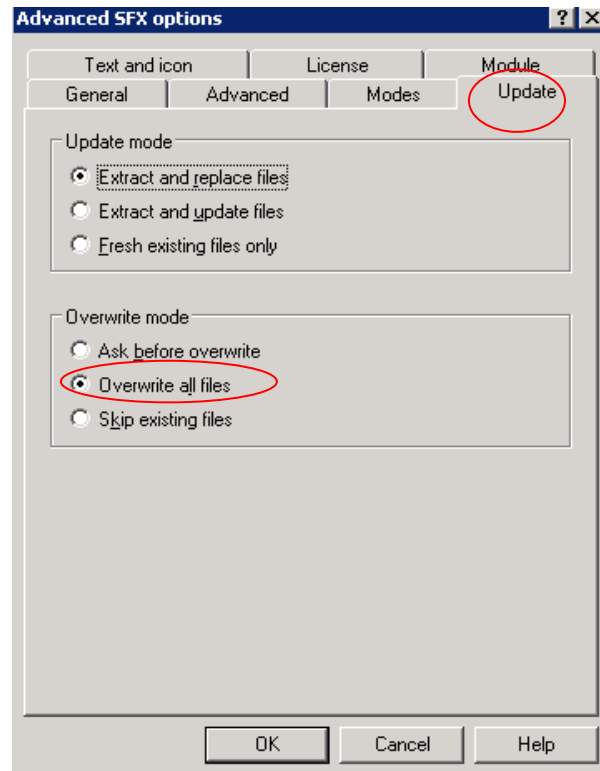 Advanced SFX options
Text and icon License Module
General Advanced Modes Update
Update mode
Extract and replace files
Extract and update files
Fresh existing files only
Overwrite mode
Ask before overwrite
Overwrite all files
Skip existing files
OK Cancel Help